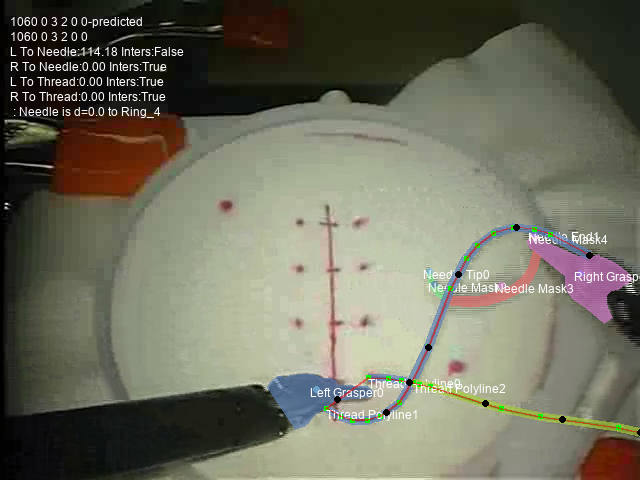 1060 0 3 2 0 0-predicted
1060 0 3 2 0 0
L To Needle:114.18 Inters:False
R To Needle:0.00 Inters:True
L To Thread:0.00 Inters:True
R To Thread:0.00 Inters:True
: Needle is d=0.0 to Ring_4
Needle End1
Needle Mask4
Needle Tip0
Right Grasp
Needle Mask3
Thread Polyline2
Left Grasper0
Thread Polyline1